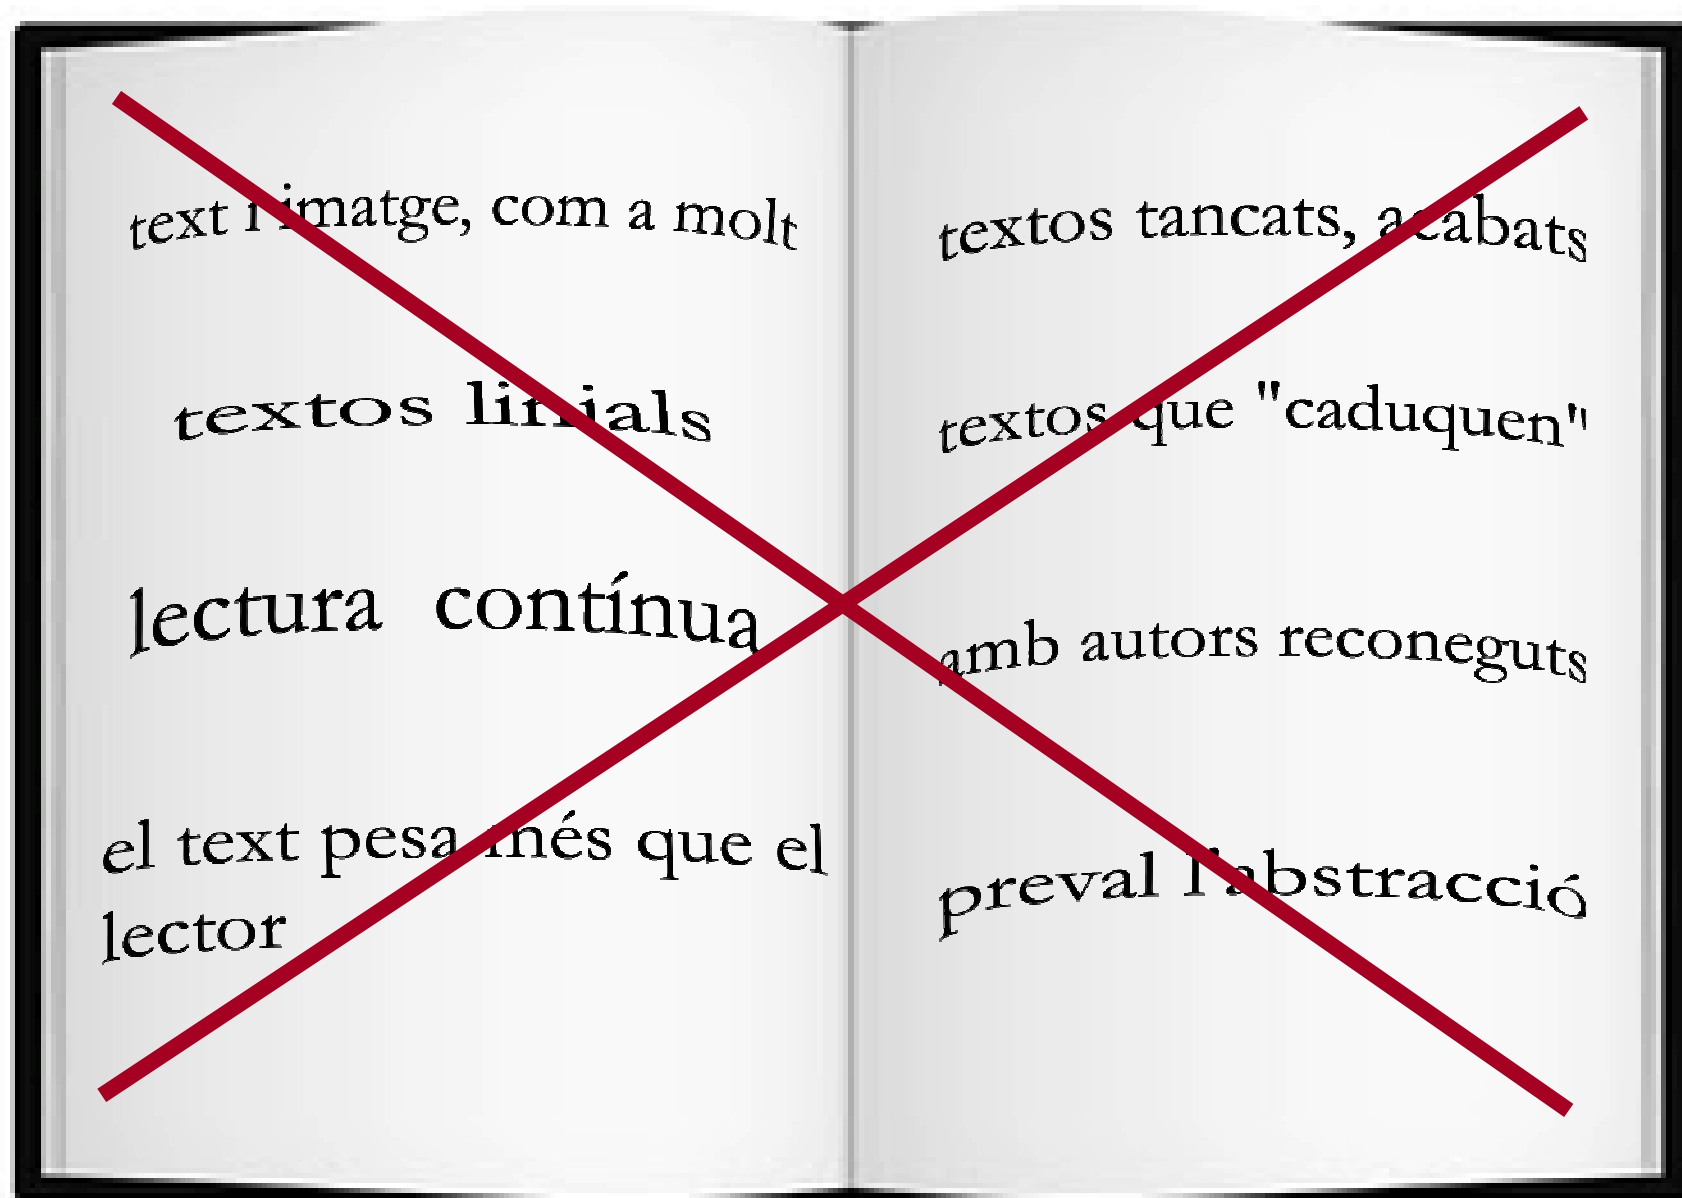 text i imatge, com a molt
textos linials
lectura contínua
el text pesa més que el
lector
textos tancats, acabats
textos que "caduquen"
amb autors reconeguts
preval l'abstracció